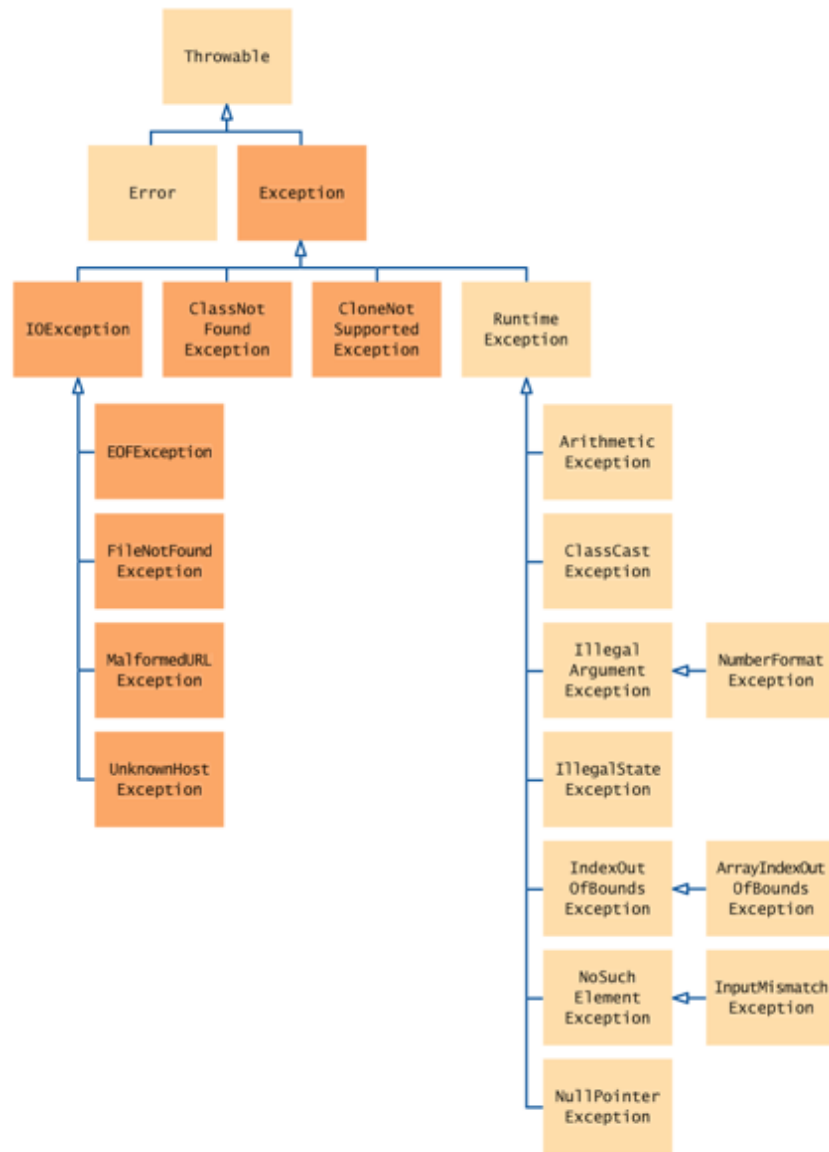 Throwable
Error
Exception
IOException
ClassNot
Found
Exception
CloneNot
Supported
Exception
Runtime
Exception
EOFException
FileNotFound
Exception
MalformedURL
Exception
UnknownHost
Exception
Arithmetic
Exception
ClassCast
Exception
Illegal
Argument
Exception
NumberFormat
Exception
IllegalState
Exception
IndexOut
OfBounds
Exception
ArrayIndexOut
OfBounds
Exception
NoSuch
Element
Exception
InputMismatch
Exception
NullPointer
Exception